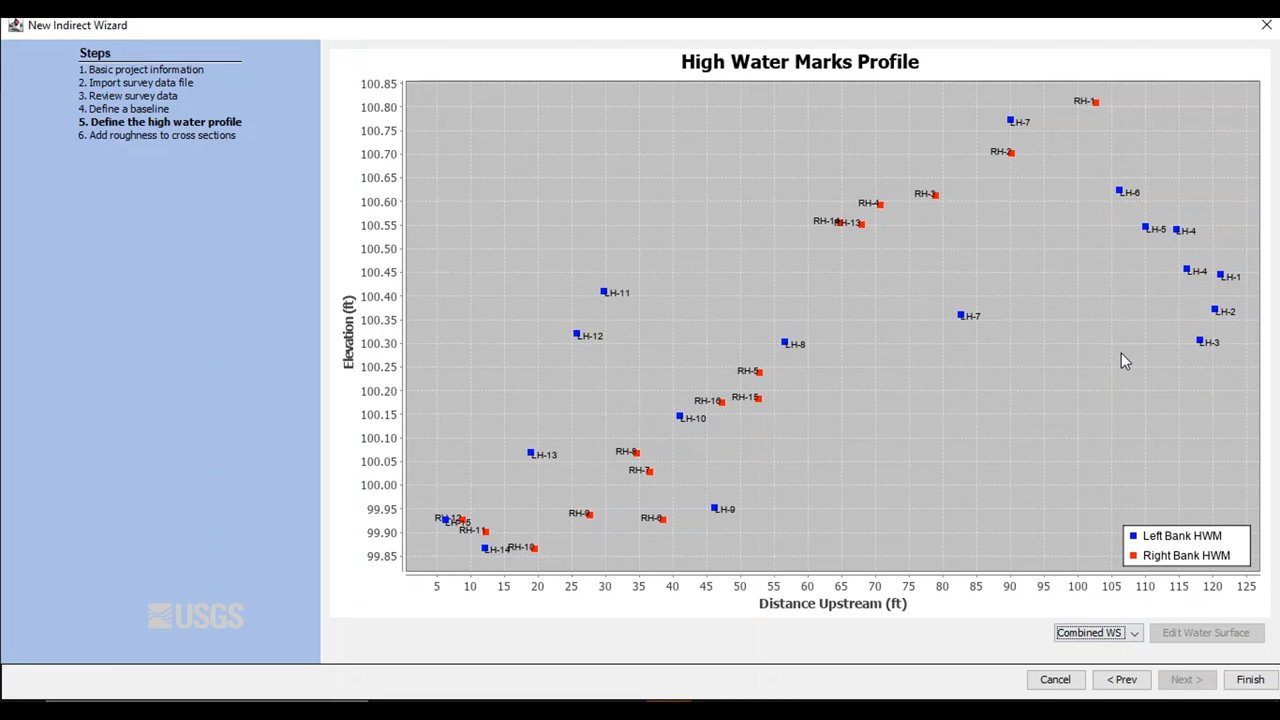 New Indirect Wizard
Steps
1. Basic project information
2. Import survey data file
3. Review survey data
4. Define a baseline
5. Define the high water profile
6. Add roughness to cross sections
USGS
High Water Marks Profile
100.85
100.80
100.75
100.70
100.65
100.60
100.55
100.50
100.45
100.40
100.35
100.30
100.25
100.20
100.15
100.10
100.05
100.00
99.95
99.90
99.85
Elevation (ft)
RH-1
LH-7
RH-2
LH-6
RH-3
RH-4
RH-14
RH-13
LH-5
LH-4
LH-4
LH-1
LH-11
LH-2
LH-7
LH-12
LH-8
LH-3
RH-5
RH-16
RH-15
LH-10
LH-13
RH-8
RH-7
RH-9
RH-6
LH-9
RH-12
LH-15
RH-11
LH-14
RH-10
Left Bank HWM
Right Bank HWM
5 10 15 20 25 30 35 40 45 50 55 60 65 70 75 80 85 90 95 100 105 110 115 120 125
Distance Upstream (ft)
Combined WS
Edit Water Surface
Cancel
< Prev
Next >
Finish